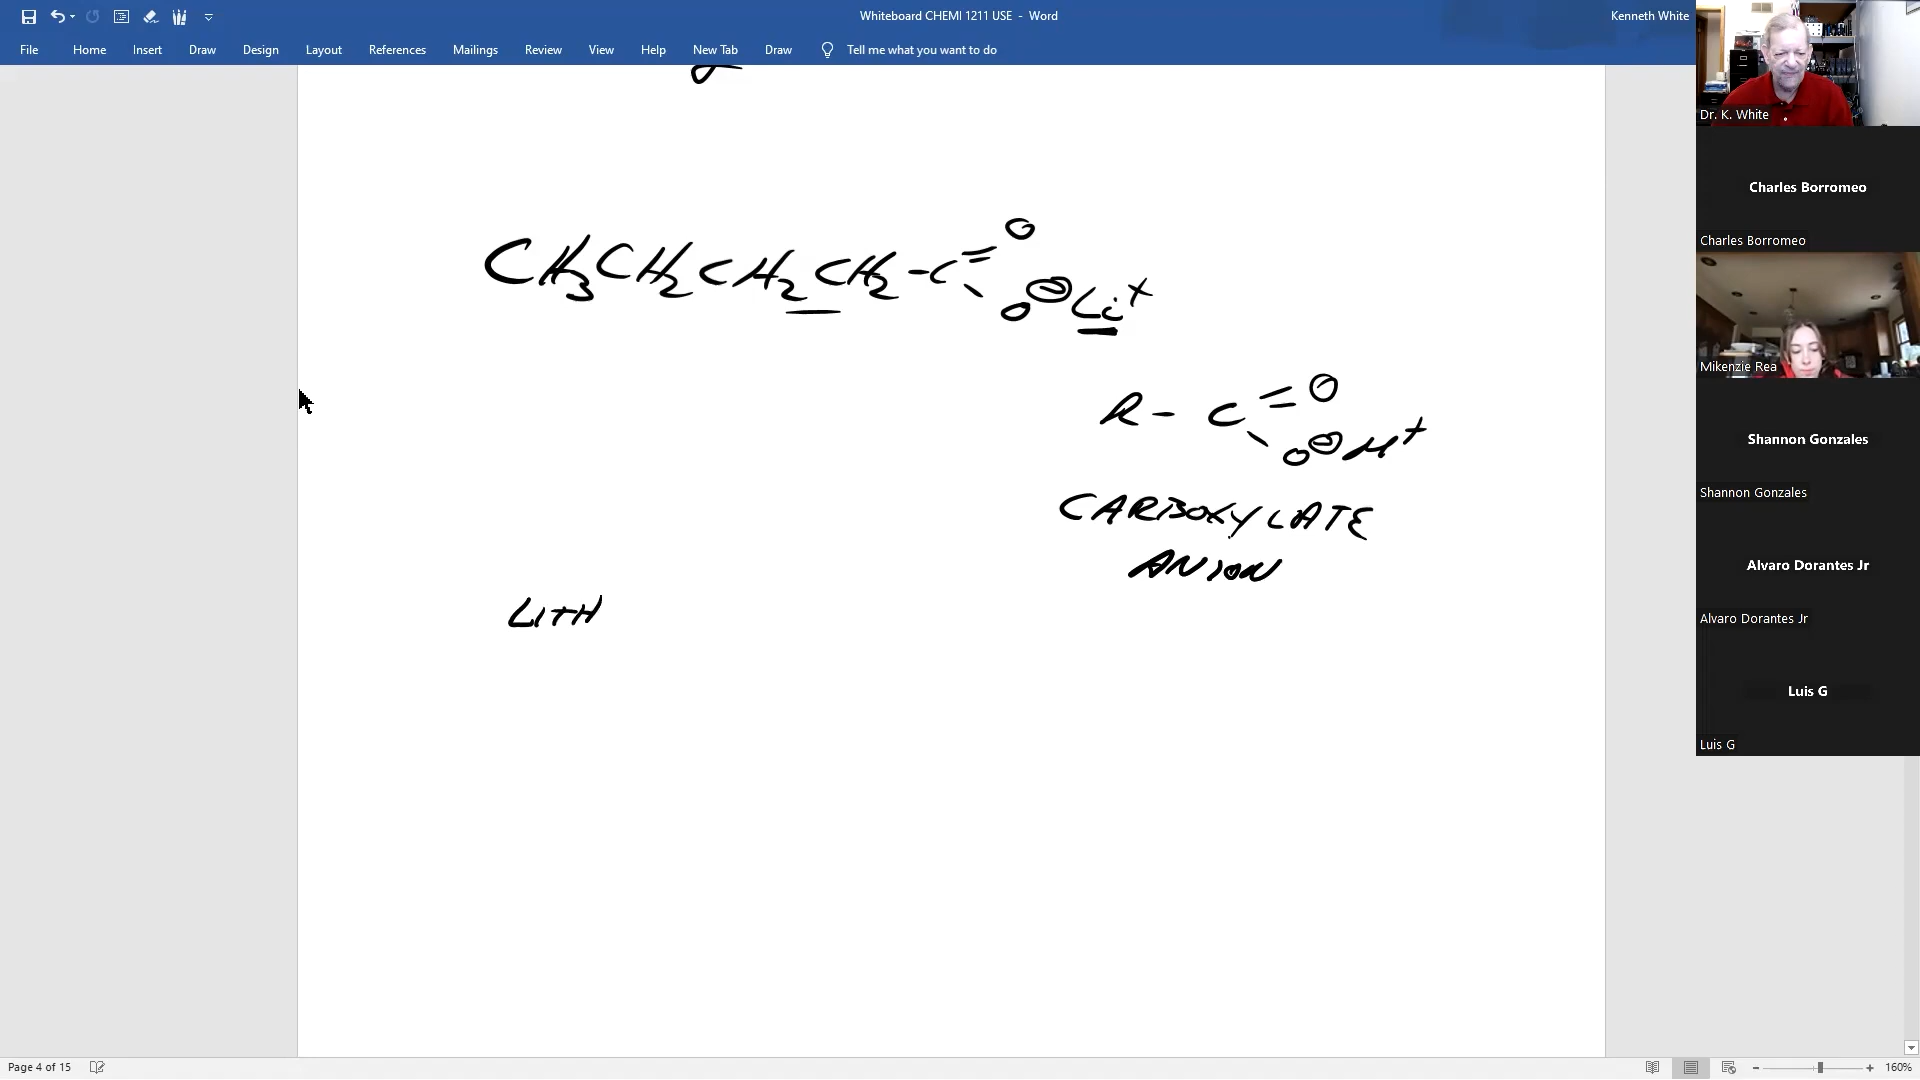 Whiteboard CHEMI 1211 USE - Word
Kenneth White
File Home Insert Draw Design Layout References Mailings Review View Help New Tab Draw Tell me what you want to do
Dr. K. White
Charles Borromeo
Charles Borromeo
Mikenzie Rea
Shannon Gonzales
Shannon Gonzales
Alvaro Dorantes Jr
Alvaro Dorantes Jr
Luis G
Luis G
O
CH3CH2CH2CH2-C=
O⊖Li+
O
R-C=
O⊖M+
CARBOXYLATE
ANION
LITH
Page 4 of 15
160%